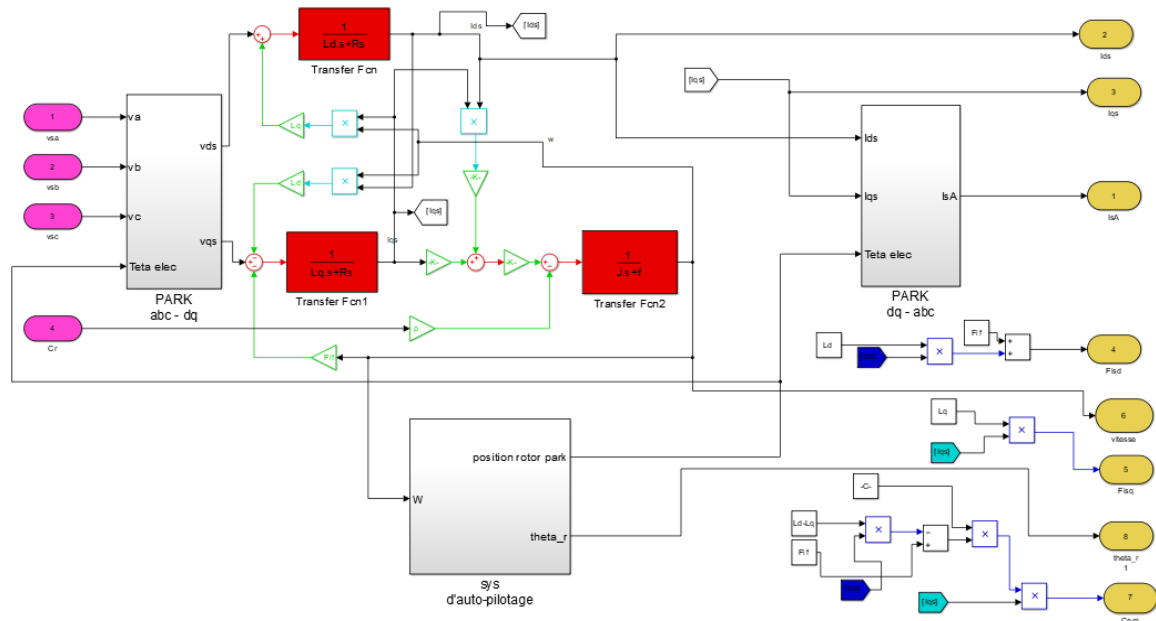 Ids
[Ids]
1
Ld.s+Rs
Transfer Fcn
2
Ids
[Iqs]
3
Iqs
1
vsa
2
vsb
3
vsc
va
vb
vc
vds
vqs
Teta elec
PARK
abc - dq
Lq
×
×
w
Ld
×
-K-
[Iqs]
Iqs
1
Lq.s+Rs
Transfer Fcn1
-K-
-K-
1
J.s+f
Transfer Fcn2
Ids
Iqs
Teta elec
IsA
PARK
dq - abc
1
IsA
4
Cr
p
Fif
Ld
×
Fif
4
Fisd
6
vitesse
Lq
[Iqs]
×
5
Fisq
position rotor park
W
theta_r
sys
d'auto-pilotage
-C-
Ld-Lq
×
Fif
×
8
theta_r
1
[Iqs]
×
7